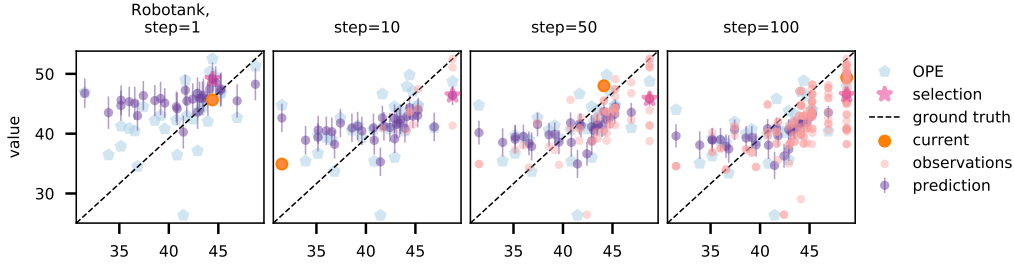 Robotank,
step=1
step=10
step=50
step=100
value
50
40
30
35
40
45
35
40
45
35
40
45
35
40
45
OPE
selection
ground truth
current
observations
prediction